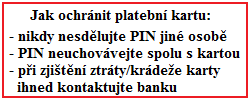 Jak ochránit platební kartu:
- nikdy nesdělujte PIN jiné osobě
- PIN neuchovávejte spolu s kartou
- při zjištění ztráty/krádeže karty
ihned kontaktujte banku